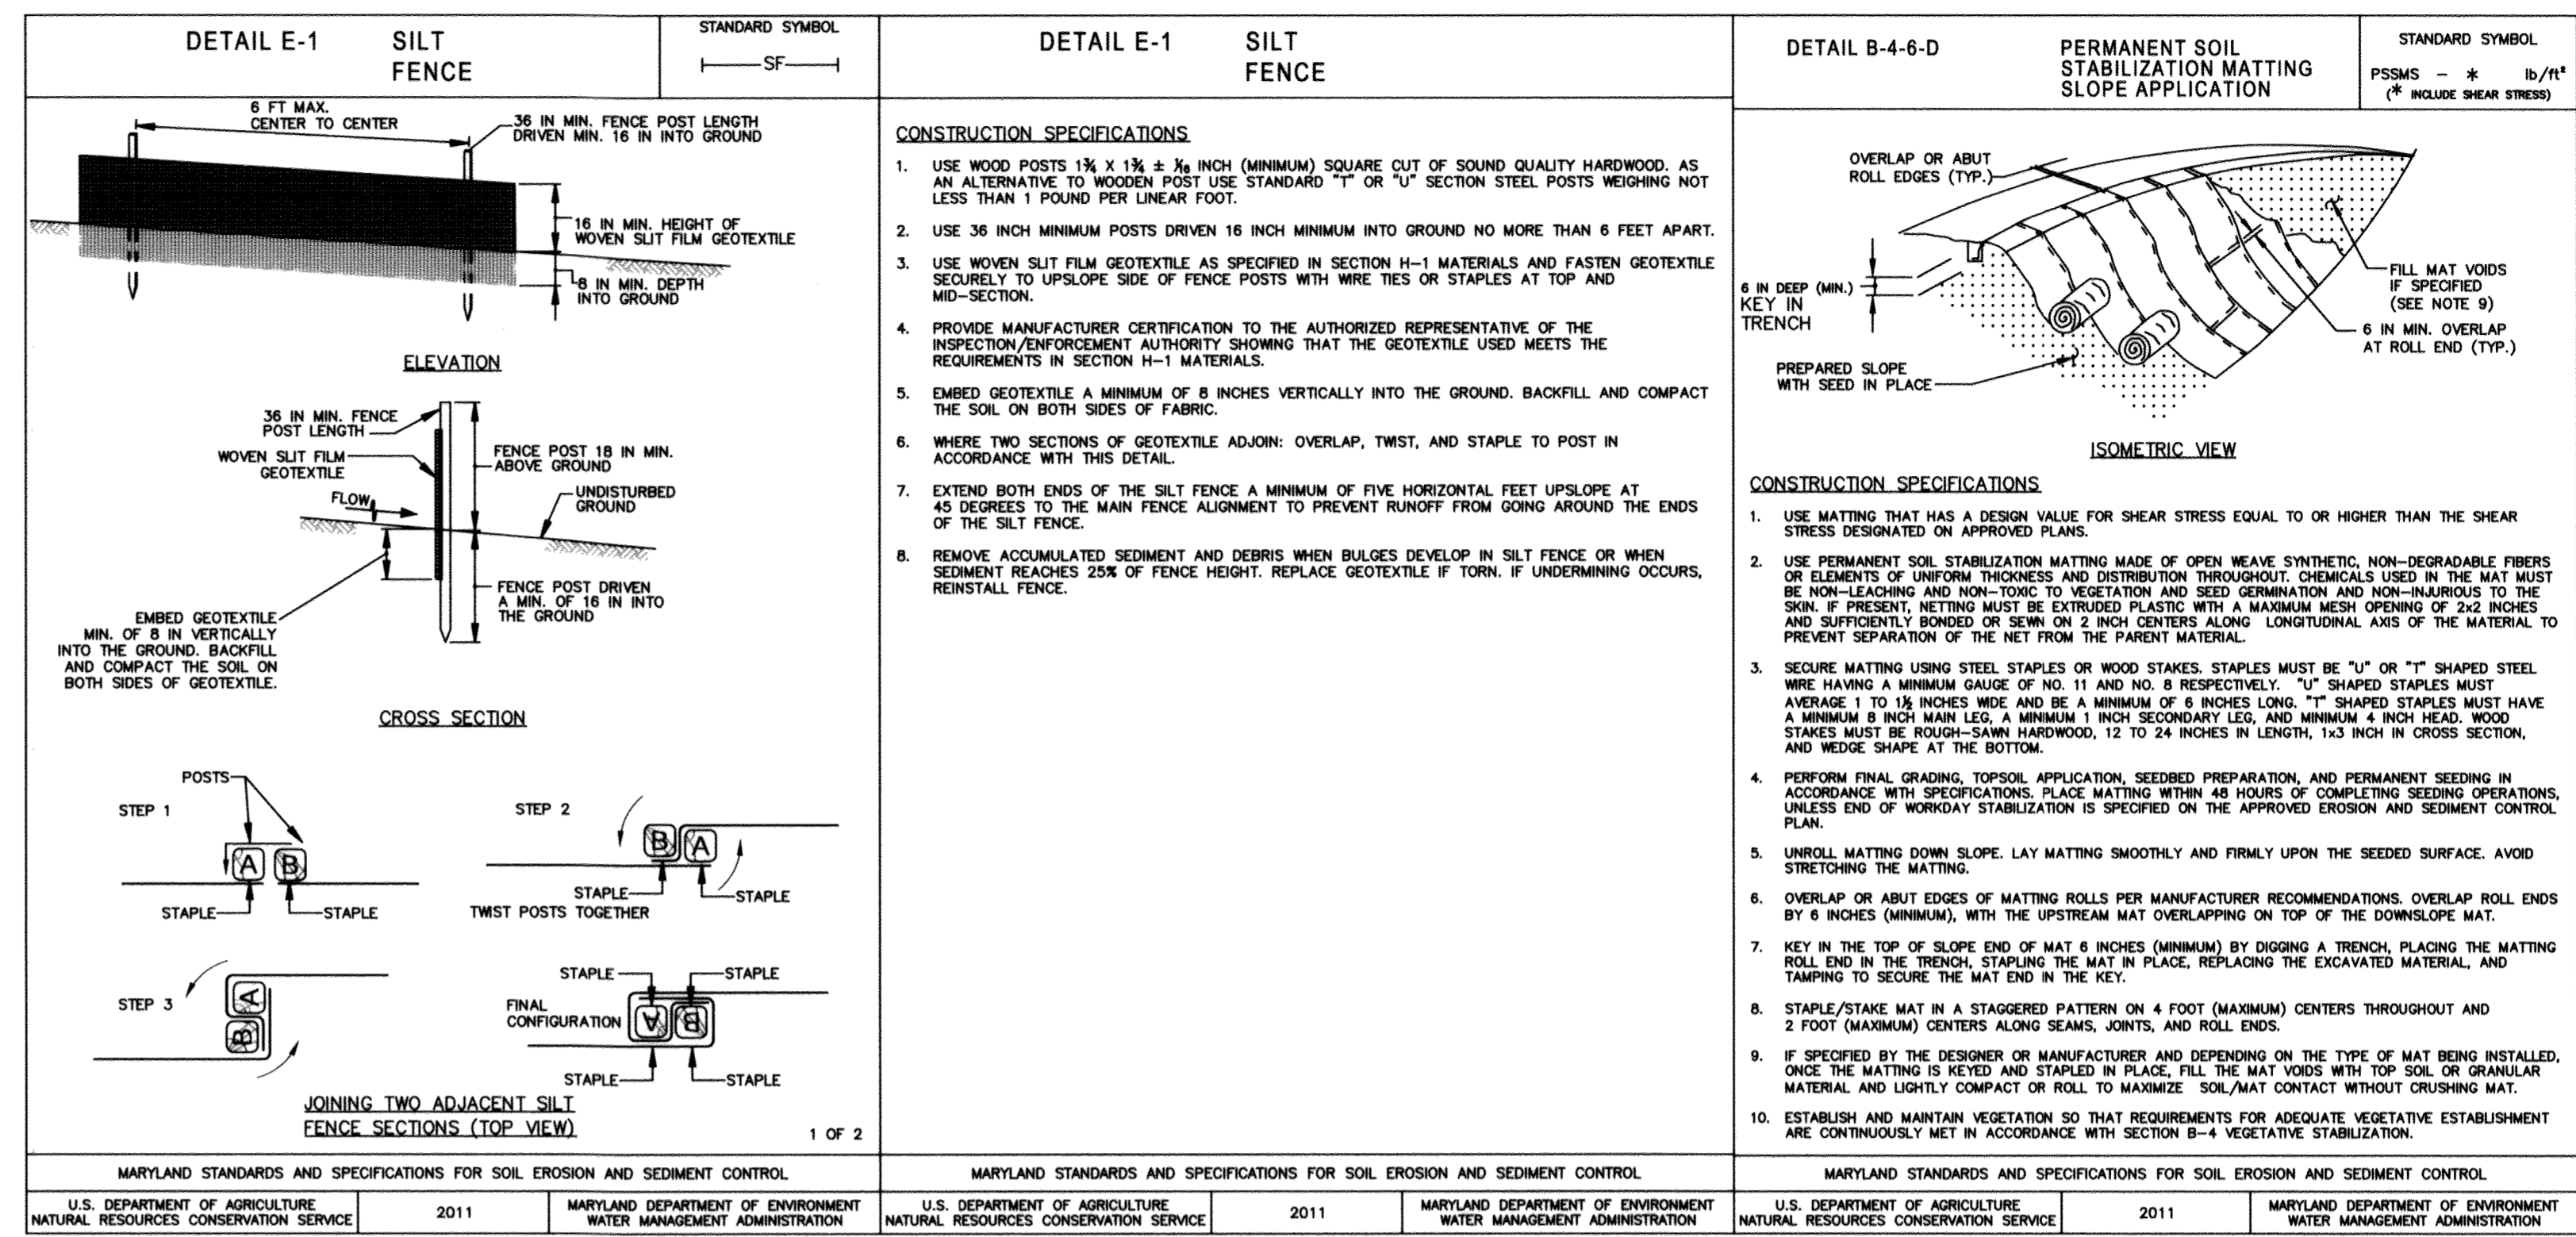 DETAIL E-1 SILT
FENCE
STANDARD SYMBOL
SF
6 FT MAX.
CENTER TO CENTER
36 IN MIN. FENCE POST LENGTH
DRIVEN MIN. 16 IN INTO GROUND
16 IN MIN. HEIGHT OF
WOVEN SLIT FILM GEOTEXTILE
8 IN MIN. DEPTH
INTO GROUND
ELEVATION
36 IN MIN. FENCE
POST LENGTH
WOVEN SLIT FILM
GEOTEXTILE
FLOW
FENCE POST 18 IN MIN.
ABOVE GROUND
UNDISTURBED
GROUND
FENCE POST DRIVEN
A MIN. OF 16 IN INTO
THE GROUND
EMBED GEOTEXTILE
MIN. OF 8 IN VERTICALLY
INTO THE GROUND. BACKFILL
AND COMPACT THE SOIL ON
BOTH SIDES OF GEOTEXTILE.
CROSS SECTION
POSTS
STEP 1
A B
STAPLE STAPLE
STEP 2
B A
STAPLE STAPLE
TWIST POSTS TOGETHER
STEP 3
A
B
STAPLE STAPLE
FINAL
CONFIGURATION
A B
STAPLE STAPLE
JOINING TWO ADJACENT SILT
FENCE SECTIONS (TOP VIEW)
1 OF 2
MARYLAND STANDARDS AND SPECIFICATIONS FOR SOIL EROSION AND SEDIMENT CONTROL
U.S. DEPARTMENT OF AGRICULTURE
NATURAL RESOURCES CONSERVATION SERVICE
2011
MARYLAND DEPARTMENT OF ENVIRONMENT
WATER MANAGEMENT ADMINISTRATION
DETAIL E-1 SILT
FENCE
CONSTRUCTION SPECIFICATIONS
1. USE WOOD POSTS 1¾ X 1¾ ± 1/16 INCH (MINIMUM) SQUARE CUT OF SOUND QUALITY HARDWOOD. AS
AN ALTERNATIVE TO WOODEN POST USE STANDARD "T" OR "U" SECTION STEEL POSTS WEIGHING NOT
LESS THAN 1 POUND PER LINEAR FOOT.
2. USE 36 INCH MINIMUM POSTS DRIVEN 16 INCH MINIMUM INTO GROUND NO MORE THAN 6 FEET APART.
3. USE WOVEN SLIT FILM GEOTEXTILE AS SPECIFIED IN SECTION H-1 MATERIALS AND FASTEN GEOTEXTILE
SECURELY TO UPSLOPE SIDE OF FENCE POSTS WITH WIRE TIES OR STAPLES AT TOP AND
MID-SECTION.
4. PROVIDE MANUFACTURER CERTIFICATION TO THE AUTHORIZED REPRESENTATIVE OF THE
INSPECTION/ENFORCEMENT AUTHORITY SHOWING THAT THE GEOTEXTILE USED MEETS THE
REQUIREMENTS IN SECTION H-1 MATERIALS.
5. EMBED GEOTEXTILE A MINIMUM OF 8 INCHES VERTICALLY INTO THE GROUND. BACKFILL AND COMPACT
THE SOIL ON BOTH SIDES OF FABRIC.
6. WHERE TWO SECTIONS OF GEOTEXTILE ADJOIN: OVERLAP, TWIST, AND STAPLE TO POST IN
ACCORDANCE WITH THIS DETAIL.
7. EXTEND BOTH ENDS OF THE SILT FENCE A MINIMUM OF FIVE HORIZONTAL FEET UPSLOPE AT
45 DEGREES TO THE MAIN FENCE ALIGNMENT TO PREVENT RUNOFF FROM GOING AROUND THE ENDS
OF THE SILT FENCE.
8. REMOVE ACCUMULATED SEDIMENT AND DEBRIS WHEN BULGES DEVELOP IN SILT FENCE OR WHEN
SEDIMENT REACHES 25% OF FENCE HEIGHT. REPLACE GEOTEXTILE IF TORN. IF UNDERMINING OCCURS,
REINSTALL FENCE.
MARYLAND STANDARDS AND SPECIFICATIONS FOR SOIL EROSION AND SEDIMENT CONTROL
U.S. DEPARTMENT OF AGRICULTURE
NATURAL RESOURCES CONSERVATION SERVICE
2011
MARYLAND DEPARTMENT OF ENVIRONMENT
WATER MANAGEMENT ADMINISTRATION
DETAIL B-4-6-D PERMANENT SOIL
STABILIZATION MATTING
SLOPE APPLICATION
STANDARD SYMBOL
PSSMS - * lb/ft²
(* INCLUDE SHEAR STRESS)
OVERLAP OR ABUT
ROLL EDGES (TYP.)
6 IN DEEP (MIN.)
KEY IN
TRENCH
PREPARED SLOPE
WITH SEED IN PLACE
FILL MAT VOIDS
IF SPECIFIED
(SEE NOTE 9)
6 IN MIN. OVERLAP
AT ROLL END (TYP.)
ISOMETRIC VIEW
CONSTRUCTION SPECIFICATIONS
1. USE MATTING THAT HAS A DESIGN VALUE FOR SHEAR STRESS EQUAL TO OR HIGHER THAN THE SHEAR
STRESS DESIGNATED ON APPROVED PLANS.
2. USE PERMANENT SOIL STABILIZATION MATTING MADE OF OPEN WEAVE SYNTHETIC, NON-DEGRADABLE FIBERS
OR ELEMENTS OF UNIFORM THICKNESS AND DISTRIBUTION THROUGHOUT. CHEMICALS USED IN THE MAT MUST
BE NON-LEACHING AND NON-TOXIC TO VEGETATION AND SEED GERMINATION AND NON-INJURIOUS TO THE
SKIN. IF PRESENT, NETTING MUST BE EXTRUDED PLASTIC WITH A MAXIMUM MESH OPENING OF 2x2 INCHES
AND SUFFICIENTLY BONDED OR SEWN ON 2 INCH CENTERS ALONG LONGITUDINAL AXIS OF THE MATERIAL TO
PREVENT SEPARATION OF THE NET FROM THE PARENT MATERIAL.
3. SECURE MATTING USING STEEL STAPLES OR WOOD STAKES. STAPLES MUST BE "U" OR "T" SHAPED STEEL
WIRE HAVING A MINIMUM GAUGE OF NO. 11 AND NO. 8 RESPECTIVELY. "U" SHAPED STAPLES MUST
AVERAGE 1 TO 1½ INCHES WIDE AND BE A MINIMUM OF 6 INCHES LONG. "T" SHAPED STAPLES MUST HAVE
A MINIMUM 8 INCH MAIN LEG, A MINIMUM 1 INCH SECONDARY LEG, AND MINIMUM 4 INCH HEAD. WOOD
STAKES MUST BE ROUGH-SAWN HARDWOOD, 12 TO 24 INCHES IN LENGTH, 1x3 INCH IN CROSS SECTION,
AND WEDGE SHAPE AT THE BOTTOM.
4. PERFORM FINAL GRADING, TOPSOIL APPLICATION, SEEDBED PREPARATION, AND PERMANENT SEEDING IN
ACCORDANCE WITH SPECIFICATIONS. PLACE MATTING WITHIN 48 HOURS OF COMPLETING SEEDING OPERATIONS,
UNLESS END OF WORKDAY STABILIZATION IS SPECIFIED ON THE APPROVED EROSION AND SEDIMENT CONTROL
PLAN.
5. UNROLL MATTING DOWN SLOPE. LAY MATTING SMOOTHLY AND FIRMLY UPON THE SEEDED SURFACE. AVOID
STRETCHING THE MATTING.
6. OVERLAP OR ABUT EDGES OF MATTING ROLLS PER MANUFACTURER RECOMMENDATIONS. OVERLAP ROLL ENDS
BY 6 INCHES (MINIMUM), WITH THE UPSTREAM MAT OVERLAPPING ON TOP OF THE DOWNSLOPE MAT.
7. KEY IN THE TOP OF SLOPE END OF MAT 6 INCHES (MINIMUM) BY DIGGING A TRENCH, PLACING THE MATTING
ROLL END IN THE TRENCH, STAPLING THE MAT IN PLACE, REPLACING THE EXCAVATED MATERIAL, AND
TAMPING TO SECURE THE MAT END IN THE KEY.
8. STAPLE/STAKE MAT IN A STAGGERED PATTERN ON 4 FOOT (MAXIMUM) CENTERS THROUGHOUT AND
2 FOOT (MAXIMUM) CENTERS ALONG SEAMS, JOINTS, AND ROLL ENDS.
9. IF SPECIFIED BY THE DESIGNER OR MANUFACTURER AND DEPENDING ON THE TYPE OF MAT BEING INSTALLED,
ONCE THE MATTING IS KEYED AND STAPLED IN PLACE, FILL THE MAT VOIDS WITH TOP SOIL OR GRANULAR
MATERIAL AND LIGHTLY COMPACT OR ROLL TO MAXIMIZE SOIL/MAT CONTACT WITHOUT CRUSHING MAT.
10. ESTABLISH AND MAINTAIN VEGETATION SO THAT REQUIREMENTS FOR ADEQUATE VEGETATIVE ESTABLISHMENT
ARE CONTINUOUSLY MET IN ACCORDANCE WITH SECTION B-4 VEGETATIVE STABILIZATION.
MARYLAND STANDARDS AND SPECIFICATIONS FOR SOIL EROSION AND SEDIMENT CONTROL
U.S. DEPARTMENT OF AGRICULTURE
NATURAL RESOURCES CONSERVATION SERVICE
2011
MARYLAND DEPARTMENT OF ENVIRONMENT
WATER MANAGEMENT ADMINISTRATION